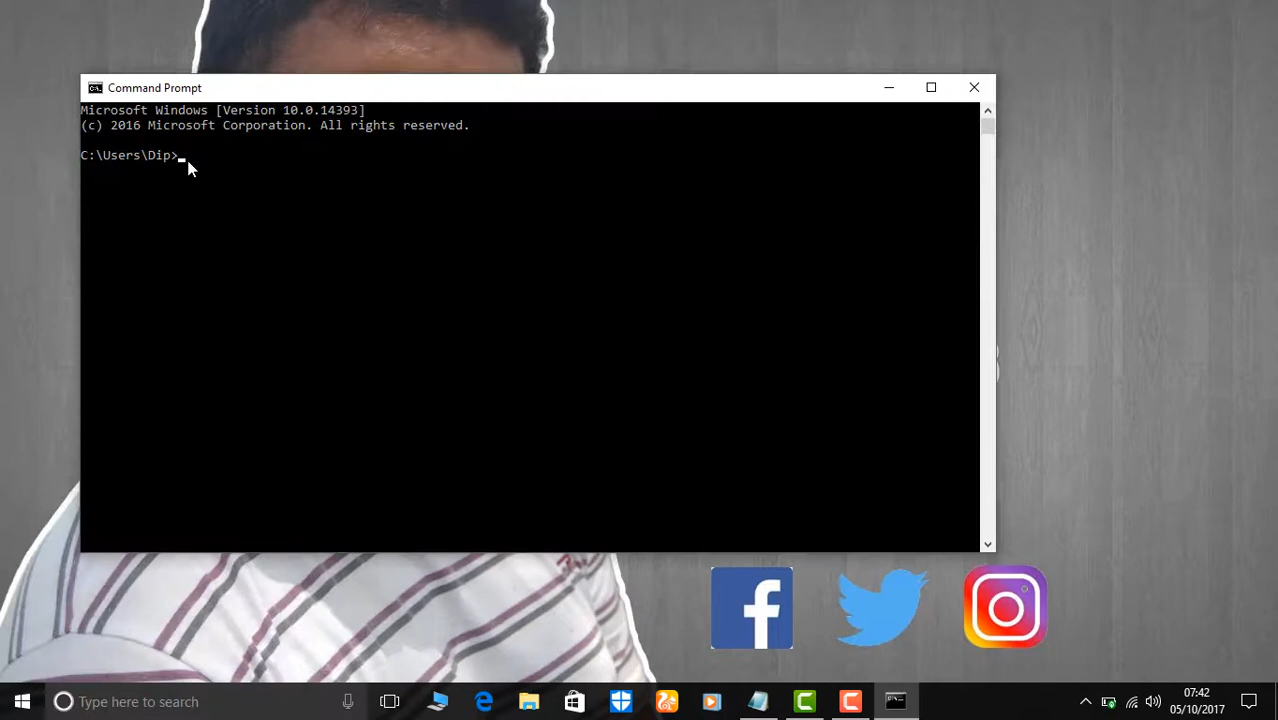 Command Prompt
Microsoft Windows [Version 10.0.14393]
(c) 2016 Microsoft Corporation. All rights reserved.
C:\Users\Dip>
Type here to search
07:42
05/10/2017